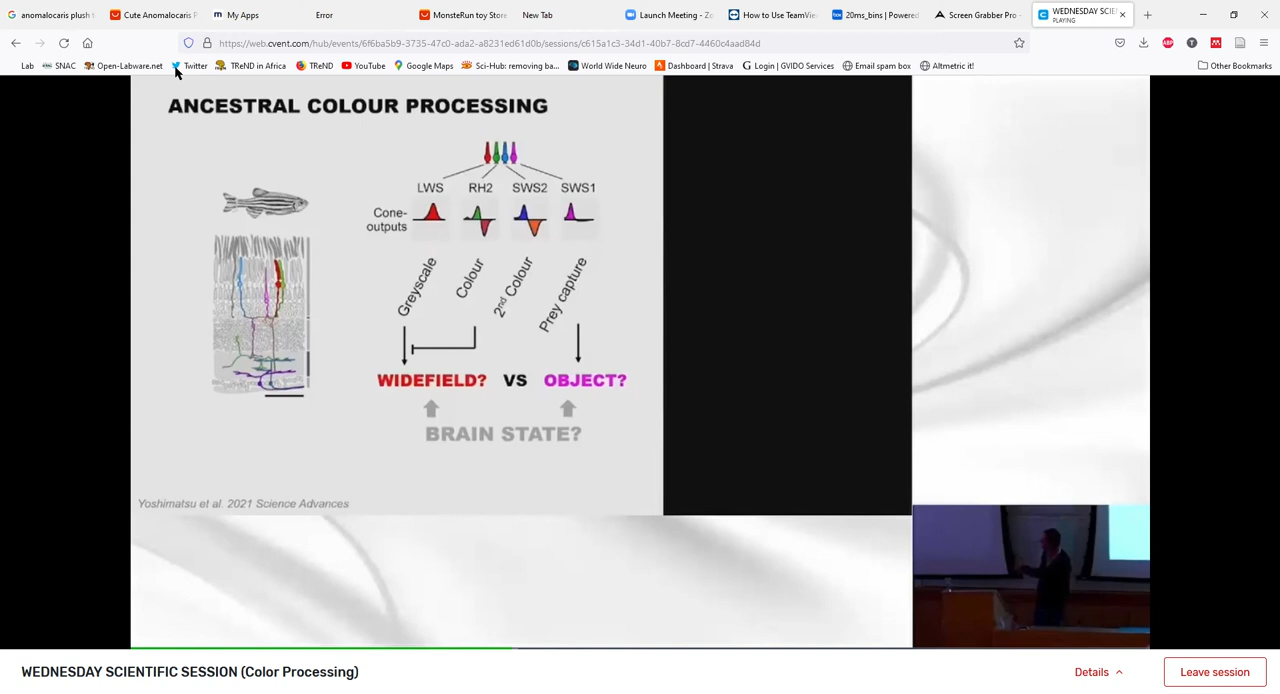 anomalocaris plush t
Cute Anomalocaris P
My Apps
Error
MonsteRun toy Store
New Tab
Launch Meeting - Zo
How to Use TeamVie
20ms_bins | Powered
Screen Grabber Pro -
WEDNESDAY SCIE
PLAYING
https://web.cvent.com/hub/events/6f6ba5b9-3735-47c0-ada2-a8231ed61d0b/sessions/c615a1c3-34d1-40b7-8cd7-4460c4aad84d
Lab
SNAC
Open-Labware.net
Twitter
TReND in Africa
TReND
YouTube
Google Maps
Sci-Hub: removing ba...
World Wide Neuro
Dashboard | Strava
Login | GVIDO Services
Email spam box
Altmetric it!
Other Bookmarks
ANCESTRAL COLOUR PROCESSING
LWS RH2 SWS2 SWS1
Cone-
outputs
Greyscale
Colour
2nd Colour
Prey capture
WIDEFIELD? VS OBJECT?
BRAIN STATE?
Yoshimatsu et al. 2021 Science Advances
WEDNESDAY SCIENTIFIC SESSION (Color Processing)
Details
Leave session